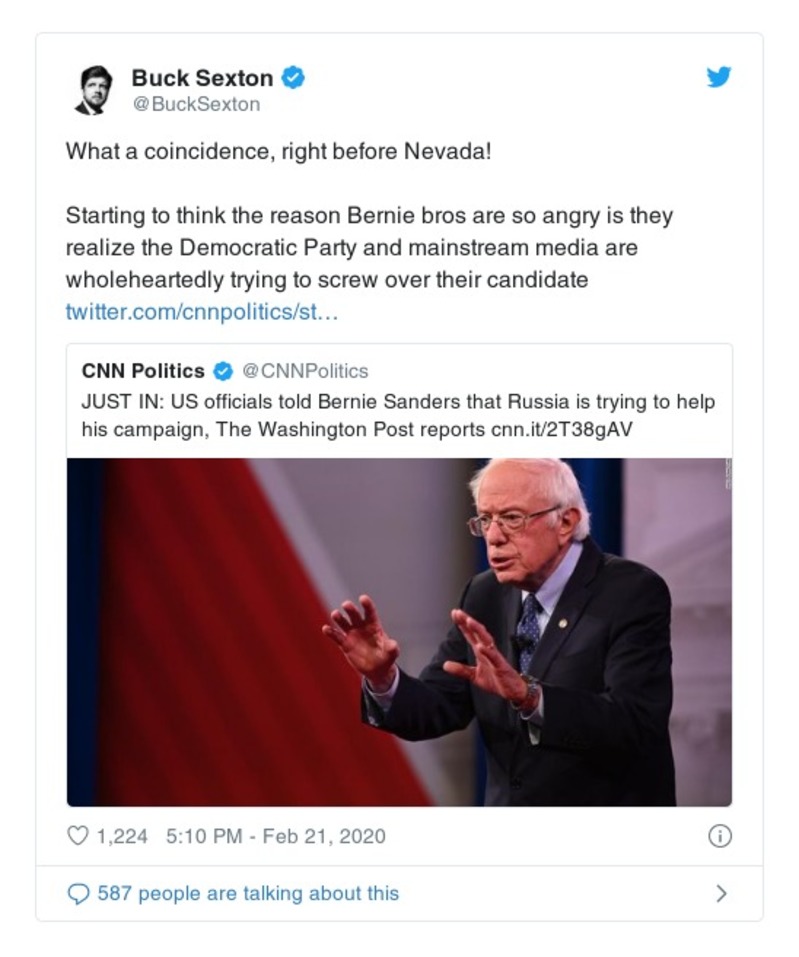 Buck Sexton
@BuckSexton
What a coincidence, right before Nevada!
Starting to think the reason Bernie bros are so angry is they
realize the Democratic Party and mainstream media are
wholeheartedly trying to screw over their candidate
twitter.com/cnnpolitics/st…
CNN Politics @CNNPolitics
JUST IN: US officials told Bernie Sanders that Russia is trying to help
his campaign, The Washington Post reports cnn.it/2T38gAV
1,224 5:10 PM - Feb 21, 2020
587 people are talking about this